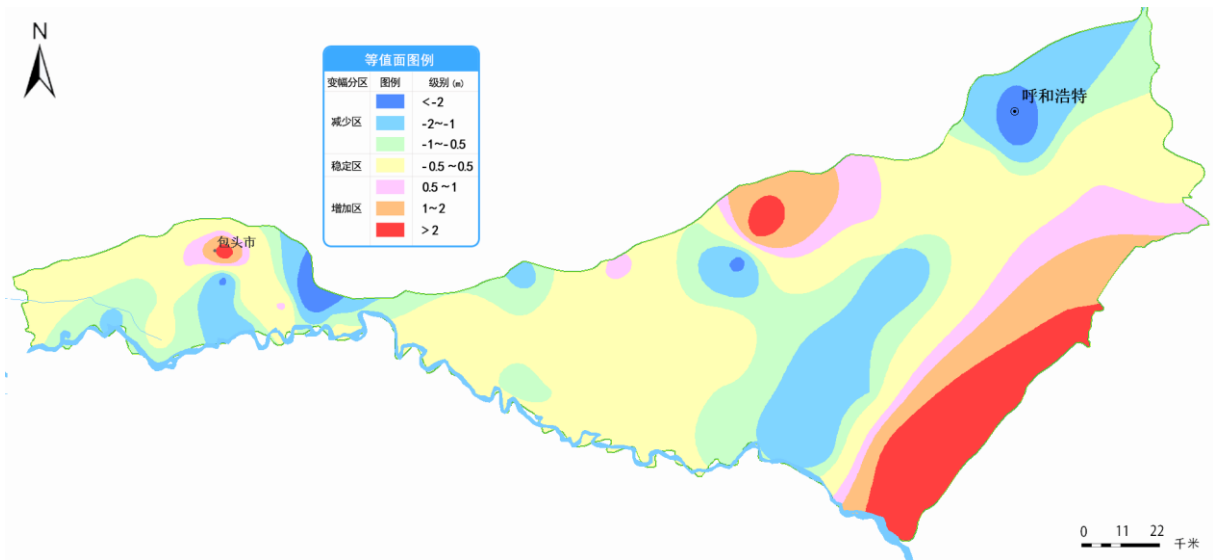 N
等值面图例
变幅分区 图例 级别 (m)
减少区
<-2
-2~-1
-1~-0.5
稳定区
-0.5~0.5
增加区
0.5~1
1~2
>2
呼和浩特
包头市
0 11 22
千米